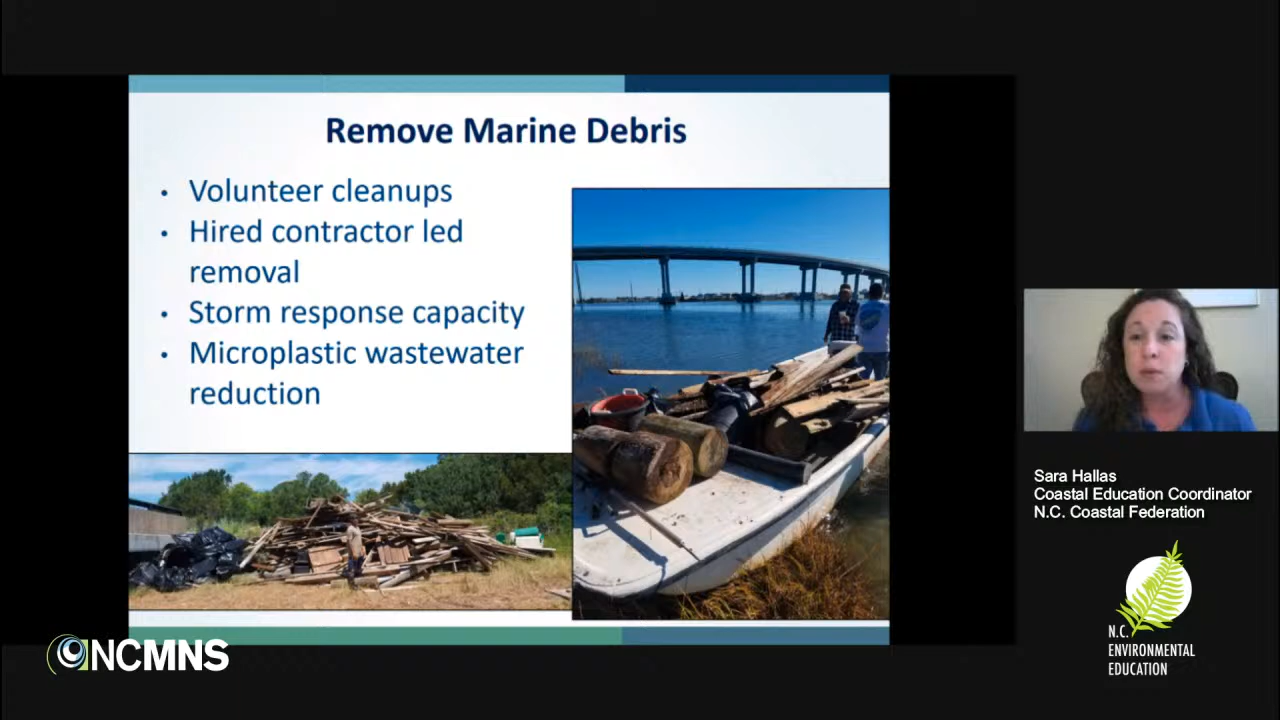 Remove Marine Debris
• Volunteer cleanups
• Hired contractor led
removal
• Storm response capacity
• Microplastic wastewater
reduction
Sara Hallas
Coastal Education Coordinator
N.C. Coastal Federation
NCMNS
N.C.
ENVIRONMENTAL
EDUCATION